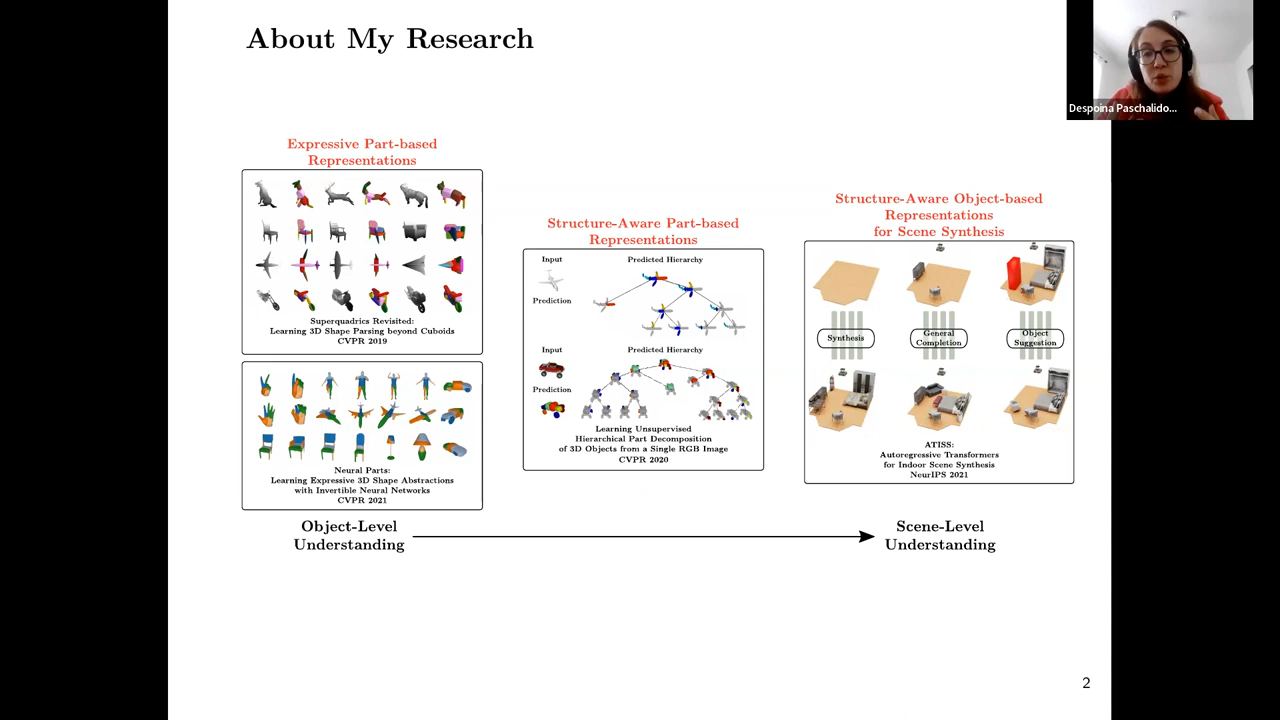 About My Research
Despoina Paschalido...
Expressive Part-based
Representations
Superquadrics Revisited:
Learning 3D Shape Parsing beyond Cuboids
CVPR 2019
Neural Parts:
Learning Expressive 3D Shape Abstractions
with Invertible Neural Networks
CVPR 2021
Structure-Aware Part-based
Representations
Input
Predicted Hierarchy
Prediction
Input
Predicted Hierarchy
Prediction
Learning Unsupervised
Hierarchical Part Decomposition
of 3D Objects from a Single RGB Image
CVPR 2020
Structure-Aware Object-based
Representations
for Scene Synthesis
Synthesis
General
Completion
Object
Suggestion
ATISS:
Autoregressive Transformers
for Indoor Scene Synthesis
NeurIPS 2021
Object-Level
Understanding
Scene-Level
Understanding
2